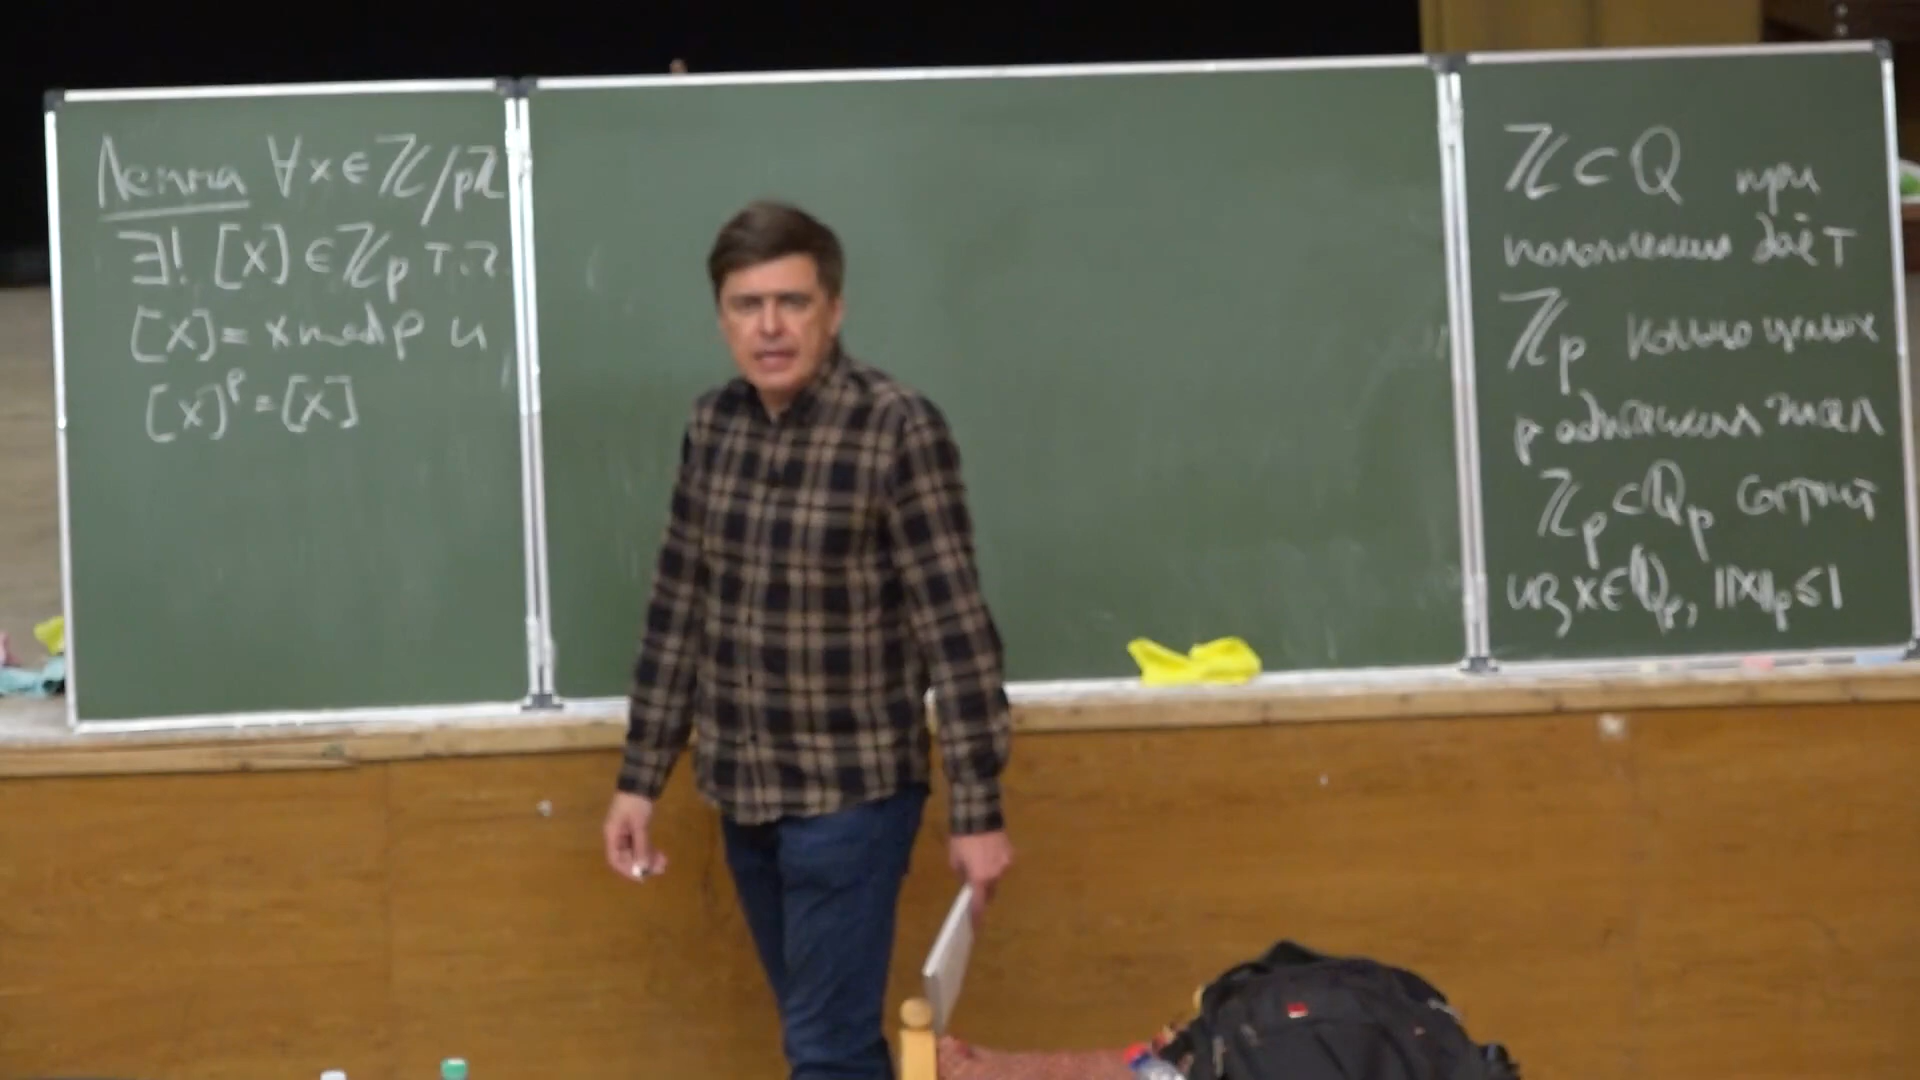 Лемма ∀x∈ℤ/pℤ
∃! [x]∈ℤp т.ч.
[x]=x mod p и
[x]^p=[x]
ℤ⊂Q при
пополнении даёт
ℤp кольцо целых
p адических чисел
ℤp⊂ℚp состоит
из x∈ℚp, ||x||p≤1